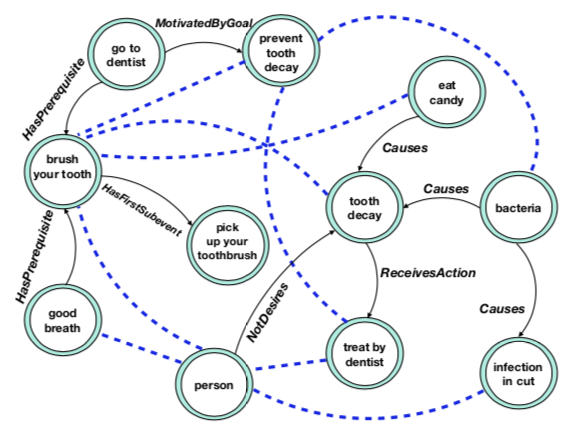 MotivatedByGoal
go to
dentist
prevent
tooth
decay
HasPrerequisite
eat
candy
Causes
brush
your tooth
HasFirstSubevent
pick
up your
toothbrush
tooth
decay
Causes
bacteria
HasPrerequisite
ReceivesAction
NotDesires
Causes
good
breath
person
treat by
dentist
infection
in cut